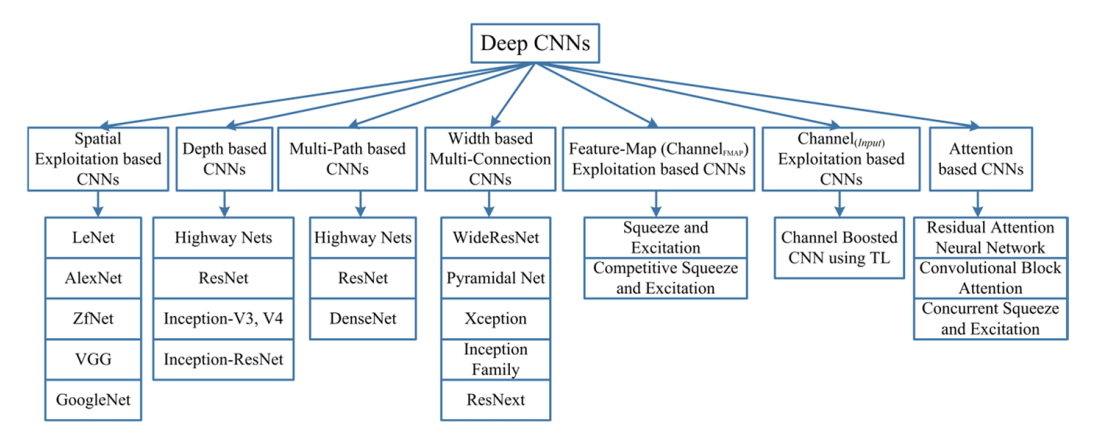 Deep CNNs
Spatial
Exploitation based
CNNs
Depth based
CNNs
Multi-Path based
CNNs
Width based
Multi-Connection
CNNs
Feature-Map (ChannelFMAP)
Exploitation based CNNs
Channel(Input)
Exploitation based
CNNs
Attention
based CNNs
LeNet
AlexNet
ZfNet
VGG
GoogleNet
Highway Nets
ResNet
Inception-V3, V4
Inception-ResNet
Highway Nets
ResNet
DenseNet
WideResNet
Pyramidal Net
Xception
Inception
Family
ResNext
Squeeze and
Excitation
Competitive Squeeze
and Excitation
Channel Boosted
CNN using TL
Residual Attention
Neural Network
Convolutional Block
Attention
Concurrent Squeeze
and Excitation